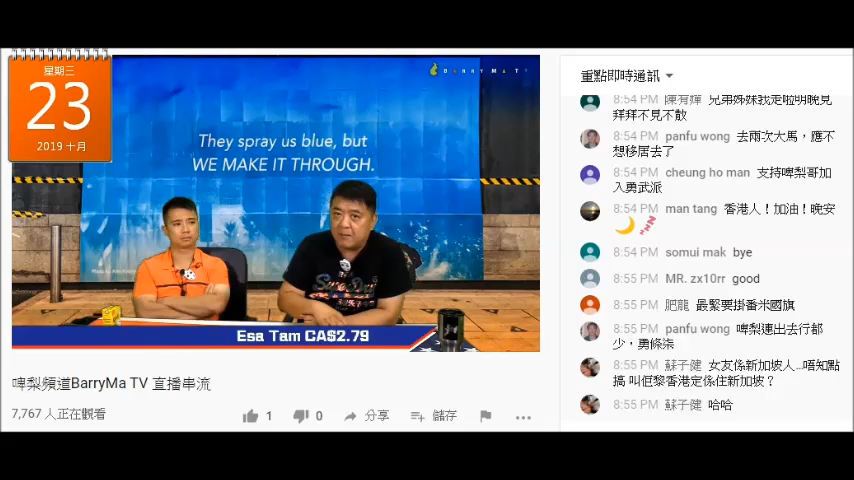 星期三
23
2019 十月
BARRY MA TV
They spray us blue, but
WE MAKE IT THROUGH.
Esa Tam CA$2.79
啤梨頻道BarryMa TV 直播串流
7,767 人正在觀看
1
0
分享
儲存
重點即時通訊
8:54 PM 陳有嬋 兄弟姊妹我走啦明晚見
拜拜不見不散
8:54 PM panfu wong 去兩次大馬，應不
想移居去了
8:54 PM cheung ho man 支持啤梨哥加
入勇武派
8:54 PM man tang 香港人！加油！晚安
8:54 PM somui mak bye
8:55 PM MR. zx10rr good
8:55 PM 肥龍 最緊要掛番米國旗
8:55 PM panfu wong 啤梨連出去行都
少，勇條柒
8:55 PM 蘇子健 女友係新加坡人...唔知點
搞 叫佢黎香港定係住新加坡？
8:55 PM 蘇子健 哈哈